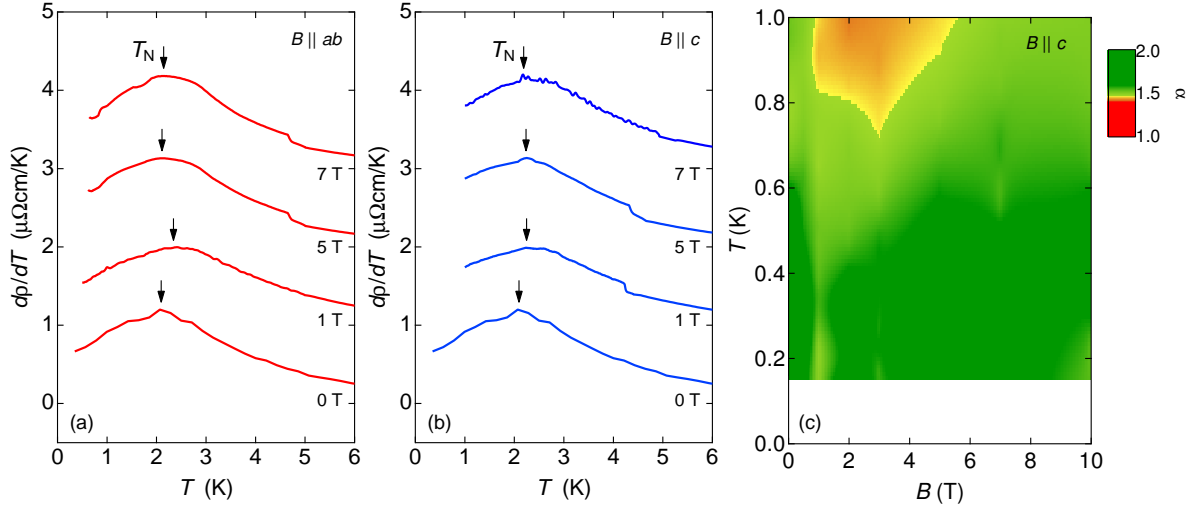 5
4
3
2
1
0
dρ/dT (μΩcm/K)
T_N
B || ab
7 T
5 T
1 T
0 T
(a)
0 1 2 3 4 5 6
T (K)
5
4
3
2
1
0
dρ/dT (μΩcm/K)
T_N
B || c
7 T
5 T
1 T
0 T
(b)
0 1 2 3 4 5 6
T (K)
1.0
0.8
0.6
0.4
0.2
0.0
T (K)
B || c
(c)
0 2 4 6 8 10
B (T)
2.0
1.5
1.0
α